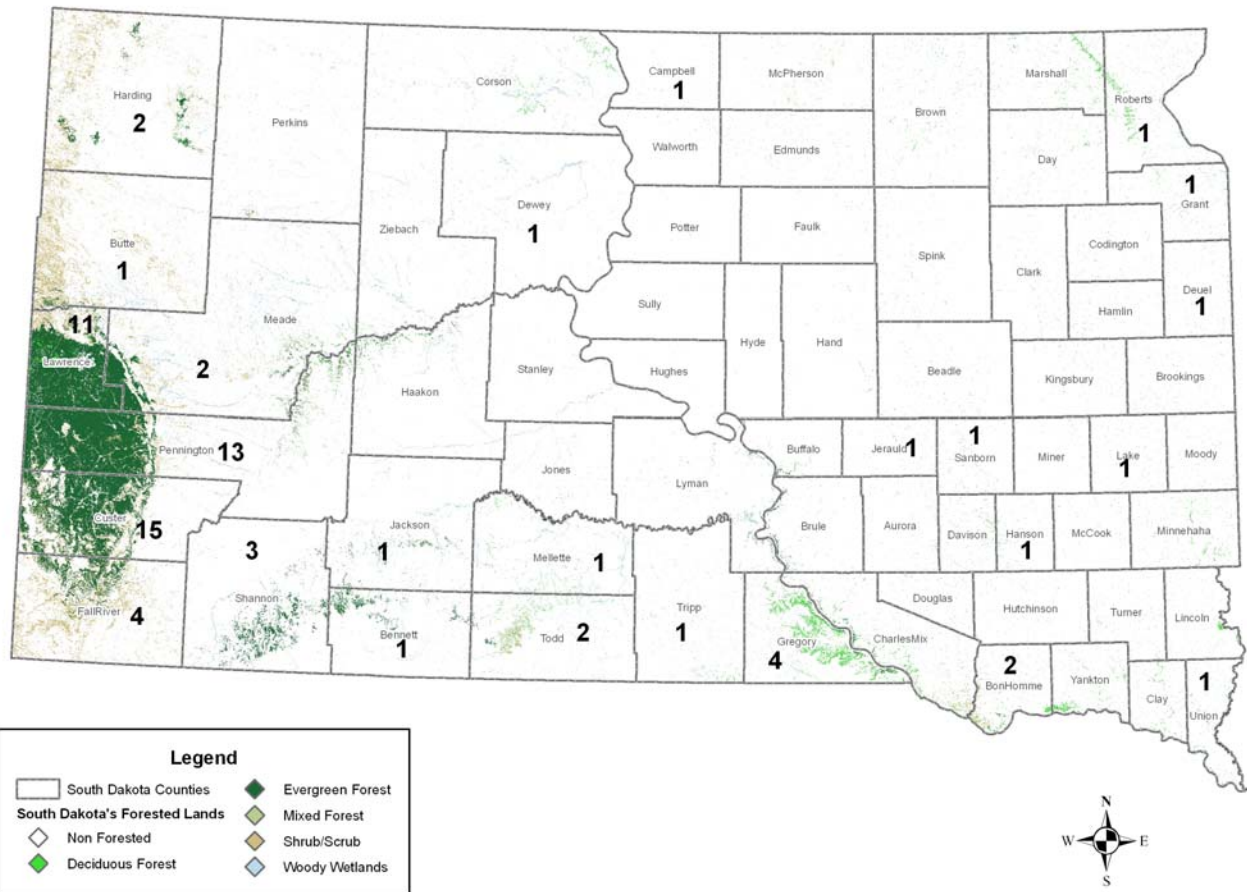 Harding
2
Perkins
Corson
Campbell
1
McPherson
Brown
Marshall
Roberts
1
Walworth
Edmunds
Day
1
Grant
Dewey
1
Ziebach
Potter
Faulk
Spink
Clark
Codington
Hamlin
Deuel
1
Butte
1
11
Lawrence
Meade
2
Sully
Hyde
Hand
Hughes
Stanley
Haakon
Beadle
Kingsbury
Brookings
Pennington 13
Jones
Lyman
Buffalo
Jerauld 1
1
Sanborn
Miner
Lake
1
Moody
Custer
15
Jackson
1
Mellette 1
Brule
Aurora
Davison
Hanson
1
McCook
Minnehaha
3
Shannon
FallRiver 4
Bennett
1
Todd 2
Tripp
1
Gregory
4
CharlesMix
Douglas
Hutchinson
Turner
Lincoln
2
BonHomme
Yankton
Clay
1
Union
Legend
South Dakota Counties
South Dakota's Forested Lands
Non Forested
Deciduous Forest
Evergreen Forest
Mixed Forest
Shrub/Scrub
Woody Wetlands
N
W E
S